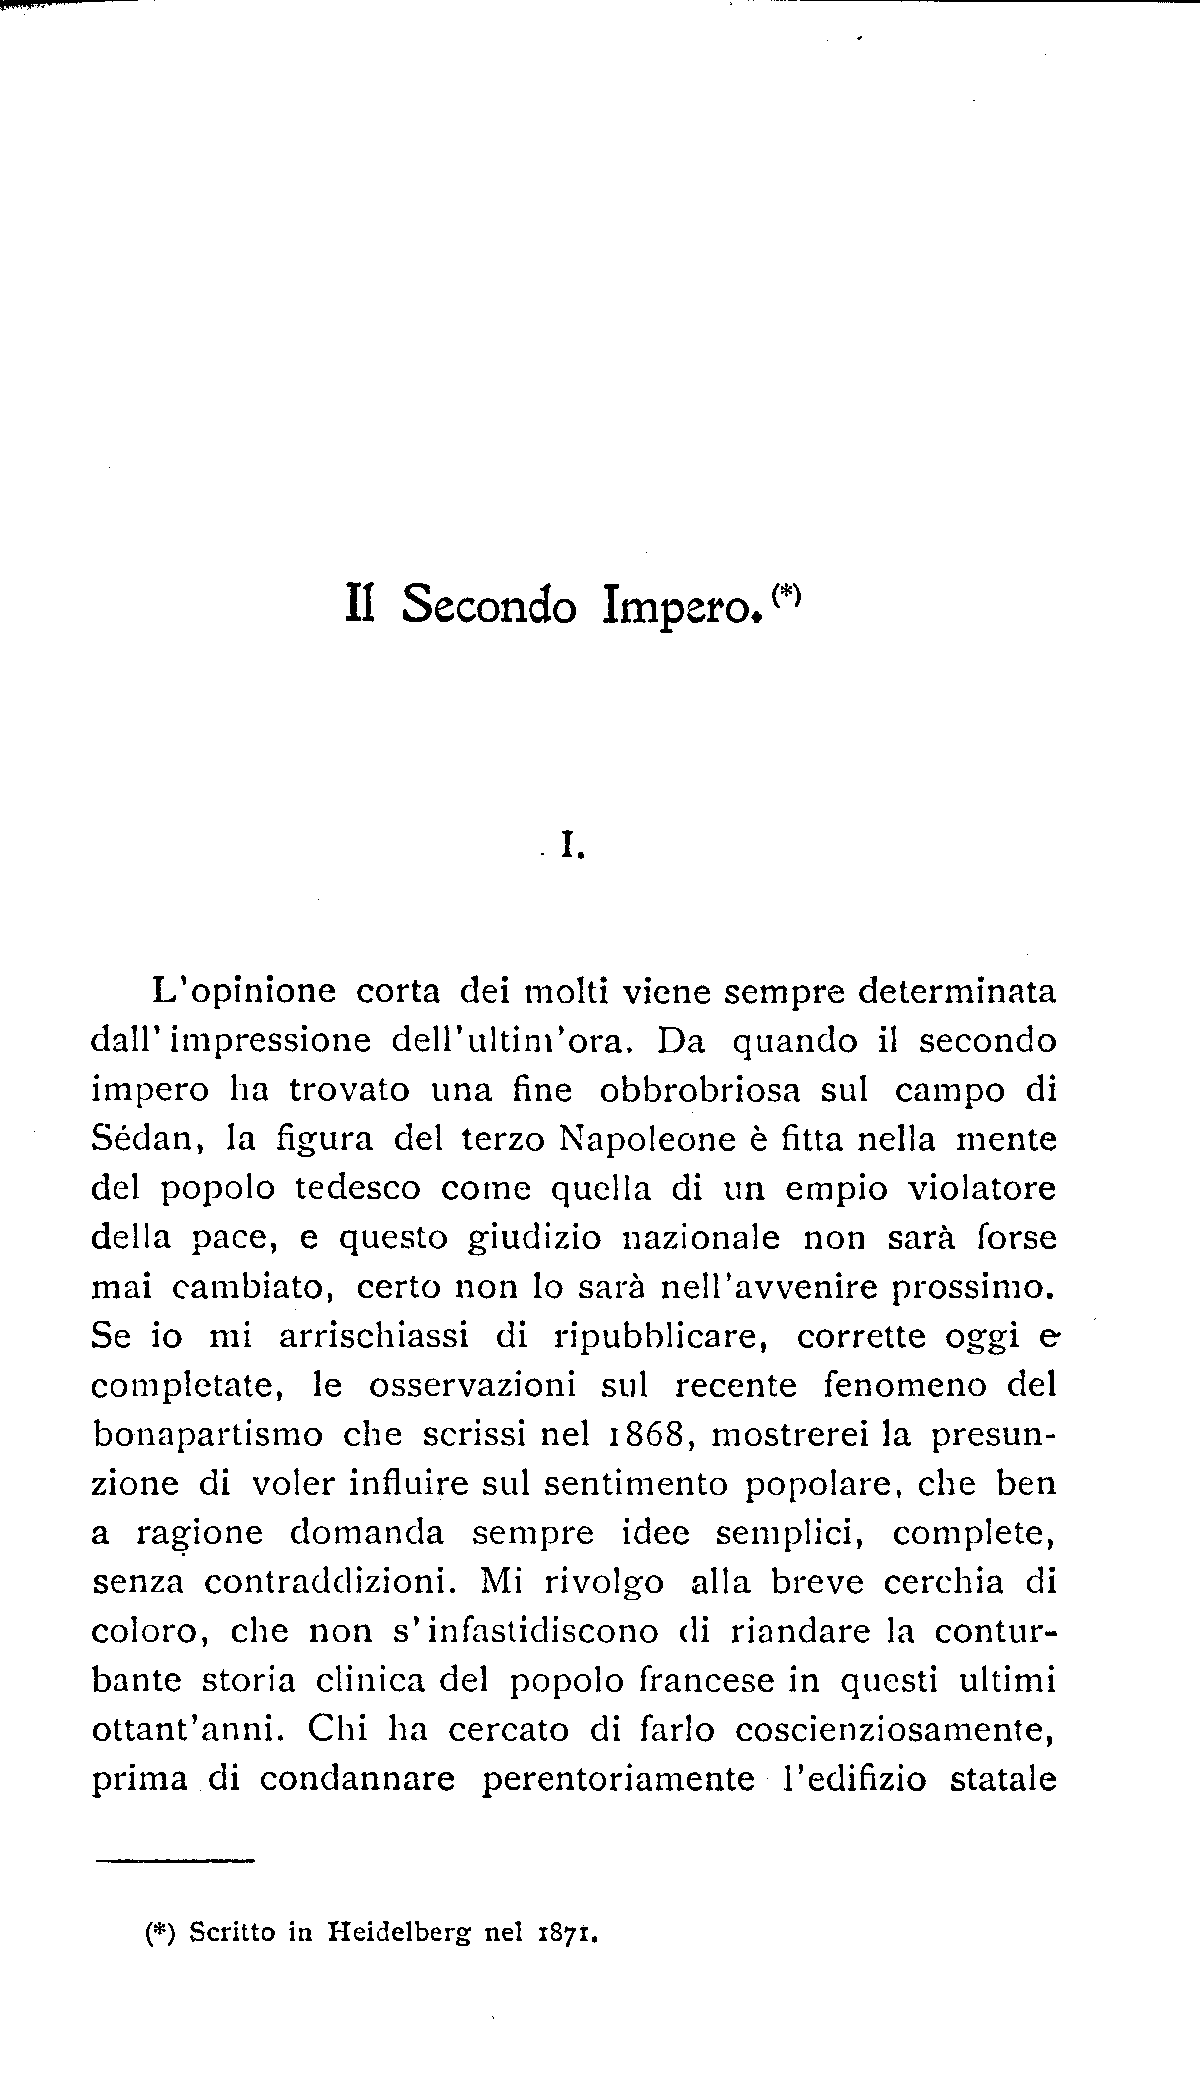 Il Secondo Impero. (*)
I.
L'opinione corta dei molti viene sempre determinata
dall'impressione dell'ultim'ora. Da quando il secondo
impero ha trovato una fine obbrobriosa sul campo di
Sédan, la figura del terzo Napoleone è fitta nella mente
del popolo tedesco come quella di un empio violatore
della pace, e questo giudizio nazionale non sarà forse
mai cambiato, certo non lo sarà nell'avvenire prossimo.
Se io mi arrischiassi di ripubblicare, corrette oggi e
completate, le osservazioni sul recente fenomeno del
bonapartismo che scrissi nel 1868, mostrerei la presun-
zione di voler influire sul sentimento popolare, che ben
a ragione domanda sempre idee semplici, complete,
senza contraddizioni. Mi rivolgo alla breve cerchia di
coloro, che non s'infastidiscono di riandare la contur-
bante storia clinica del popolo francese in questi ultimi
ottant'anni. Chi ha cercato di farlo coscienziosamente,
prima di condannare perentoriamente l'edifizio statale
(*) Scritto in Heidelberg nel 1871.